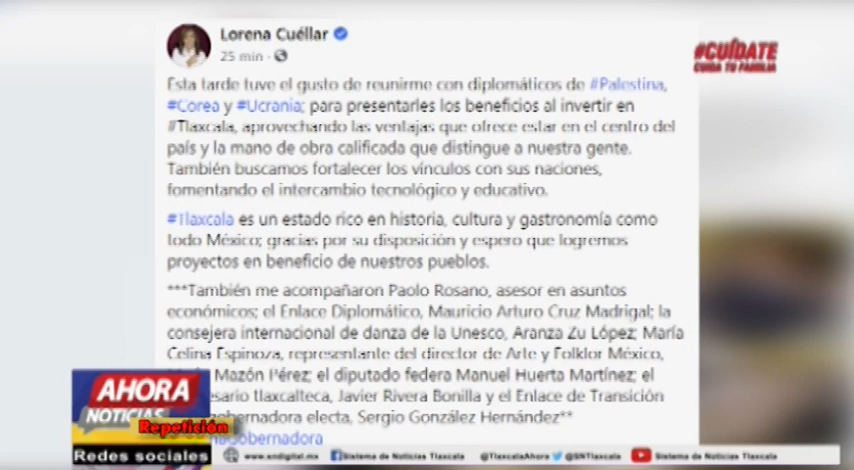 Lorena Cuéllar
25 min ·
#CUÍDATE
CUIDA TU FAMILIA
Esta tarde tuve el gusto de reunirme con diplomáticos de #Palestina,
#Corea y #Ucrania; para presentarles los beneficios al invertir en
#Tlaxcala, aprovechando las ventajas que ofrece estar en el centro del
país y la mano de obra calificada que distingue a nuestra gente.
También buscamos fortalecer los vínculos con sus naciones,
fomentando el intercambio tecnológico y educativo.
#Tlaxcala es un estado rico en historia, cultura y gastronomía como
todo México; gracias por su disposición y espero que logremos
proyectos en beneficio de nuestros pueblos.
***También me acompañaron Paolo Rosano, asesor en asuntos
económicos; el Enlace Diplomático, Mauricio Arturo Cruz Madrigal; la
consejera internacional de danza de la Unesco, Aranza Zu López; María
Celina Espinoza, representante del director de Arte y Folklor México,
Mazón Pérez; el diputado federa Manuel Huerta Martínez; el
esario tlaxcalteca, Javier Rivera Bonilla y el Enlace de Transición
gobernadora electa, Sergio González Hernández**
Gobernadora
AHORA
NOTICIAS
Repetición
Redes sociales
www.sndigital.mx Sistema de Noticias Tlaxcala @TlaxcalaAhora @SNTlaxcala Sistema de Noticias Tlaxcala